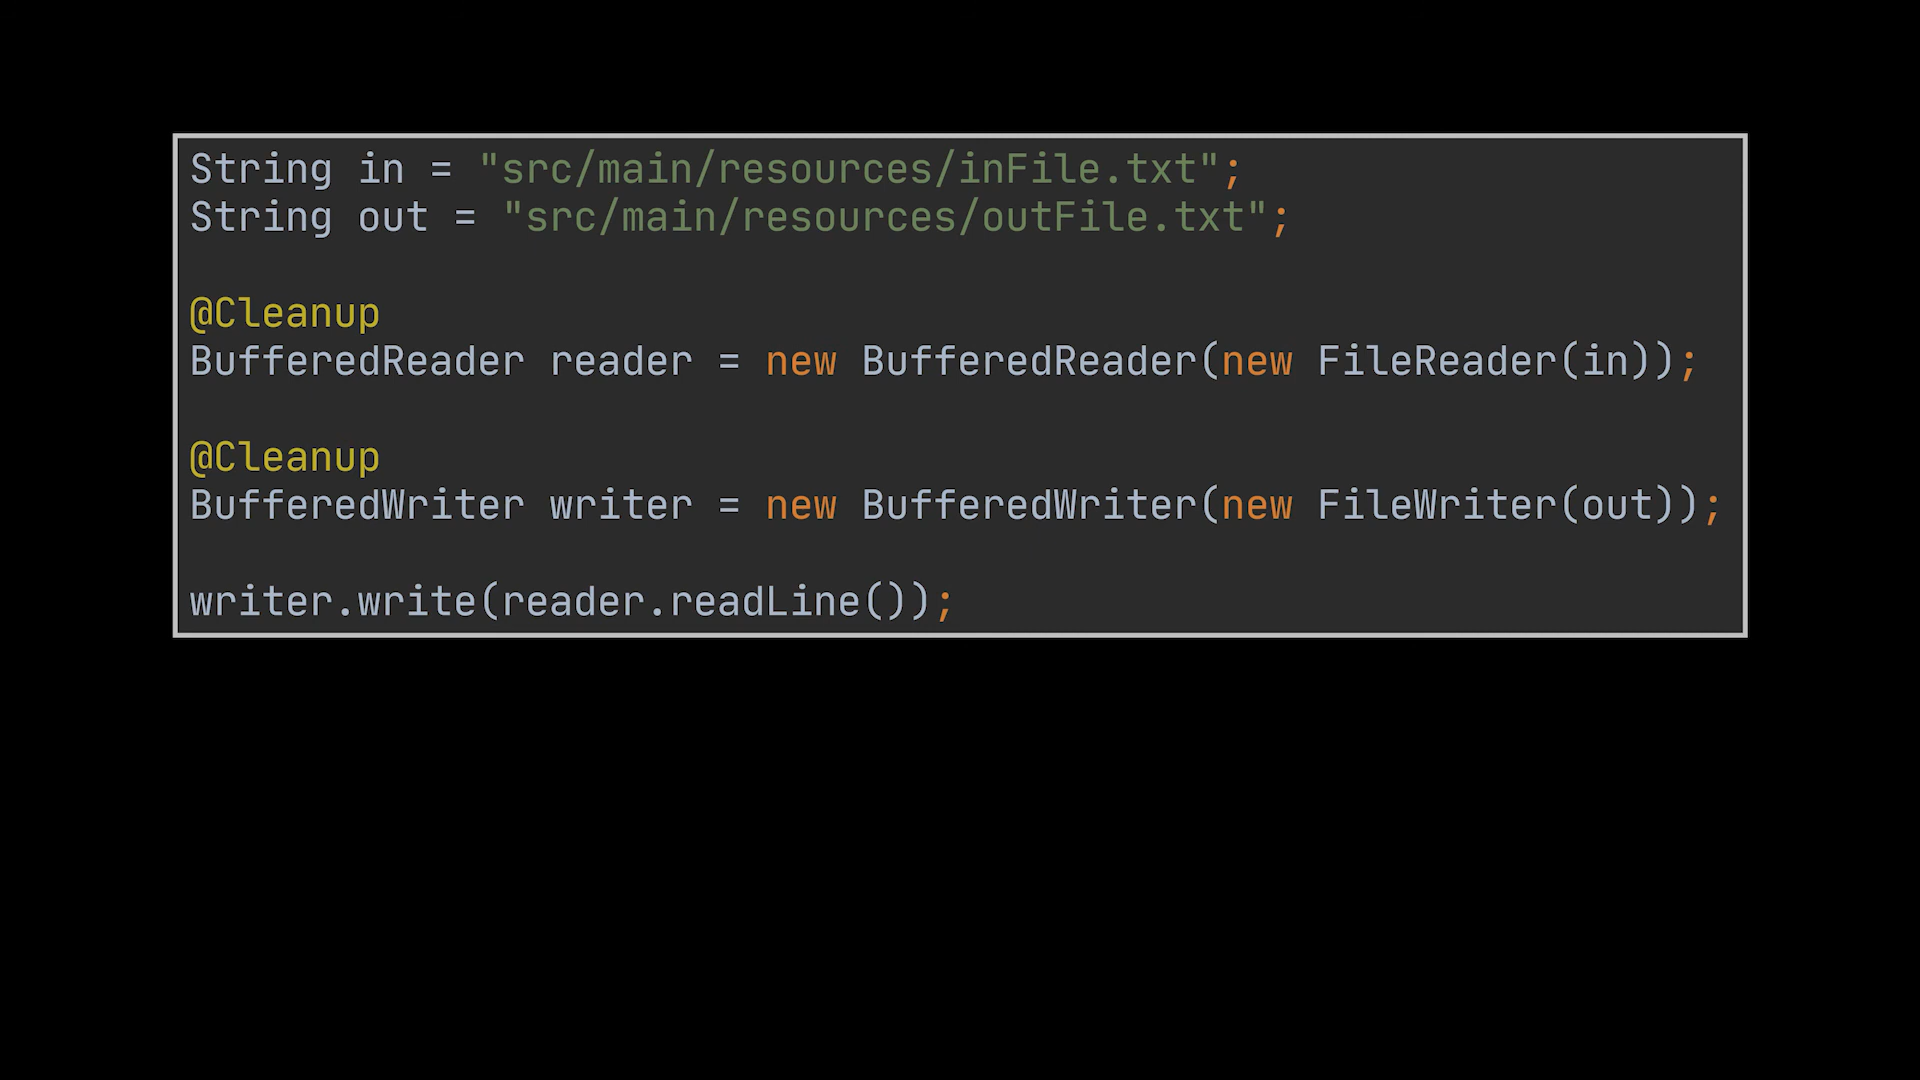 String in = "src/main/resources/inFile.txt";
String out = "src/main/resources/outFile.txt";
@Cleanup
BufferedReader reader = new BufferedReader(new FileReader(in));
@Cleanup
BufferedWriter writer = new BufferedWriter(new FileWriter(out));
writer.write(reader.readLine());